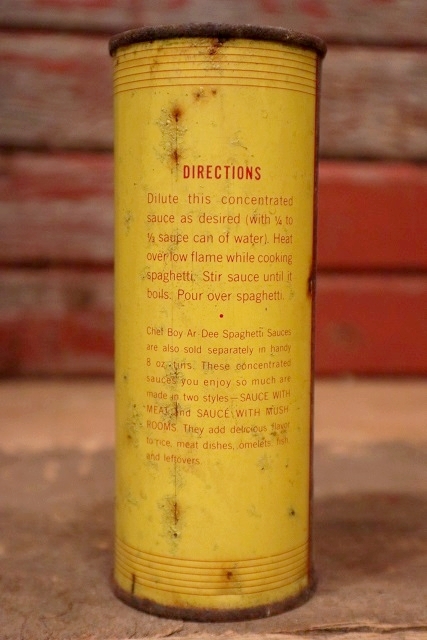 DIRECTIONS
Dilute this concentrated
sauce as desired (with ¼ to
⅓ sauce can of water). Heat
over low flame while cooking
spaghetti. Stir sauce until it
boils. Pour over spaghetti.
•
Chef Boy-Ar-Dee Spaghetti Sauces
are also sold separately in handy
8 oz. tins. These concentrated
sauces you enjoy so much are
made in two styles—SAUCE WITH
MEAT and SAUCE WITH MUSH-
ROOMS. They add delicious flavor
to rice, meat dishes, omelets, fish,
and leftovers.